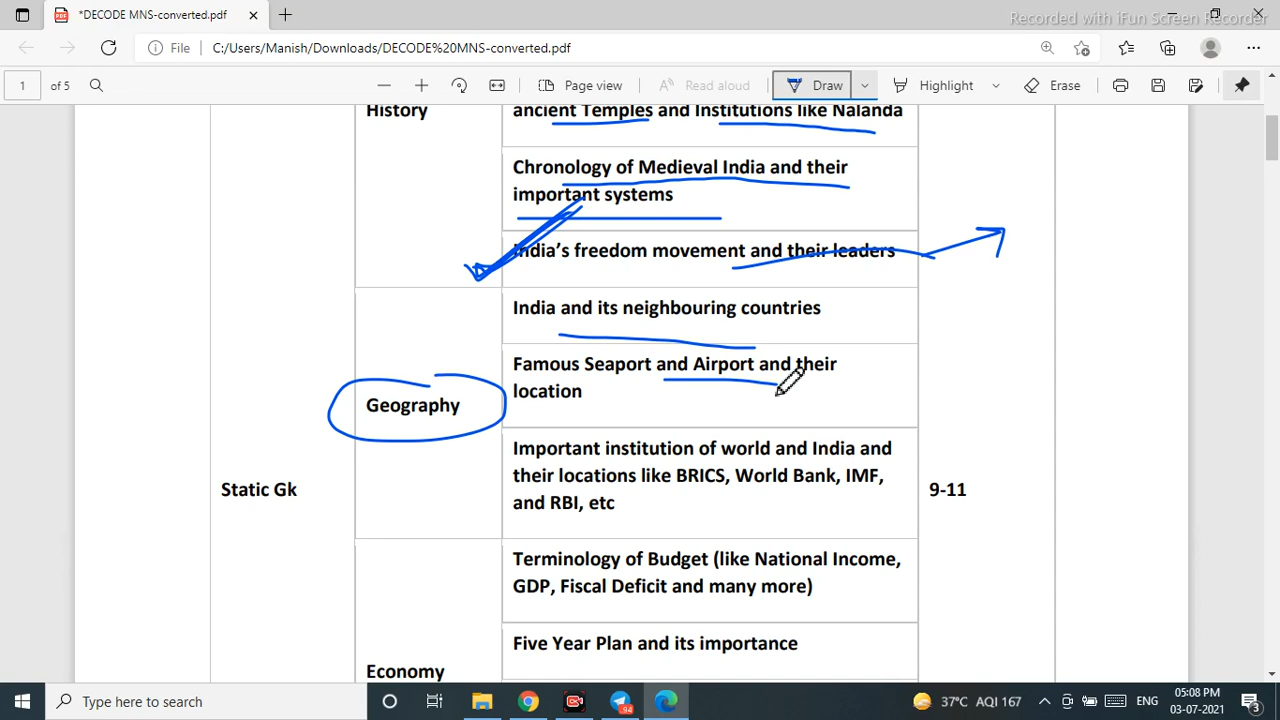 *DECODE MNS-converted.pdf
Recorded with iFun Screen Recorder
File C:/Users/Manish/Downloads/DECODE%20MNS-converted.pdf
1 of 5 Page view Read aloud Draw Highlight Erase
History
ancient Temples and Institutions like Nalanda
Chronology of Medieval India and their
important systems
India’s freedom movement and their leaders
India and its neighbouring countries
Famous Seaport and Airport and their
location
Geography
Important institution of world and India and
their locations like BRICS, World Bank, IMF,
and RBI, etc
Static Gk
9-11
Terminology of Budget (like National Income,
GDP, Fiscal Deficit and many more)
Five Year Plan and its importance
Economy
Type here to search
.94
37°C AQI 167
ENG
05:08 PM
03-07-2021
3